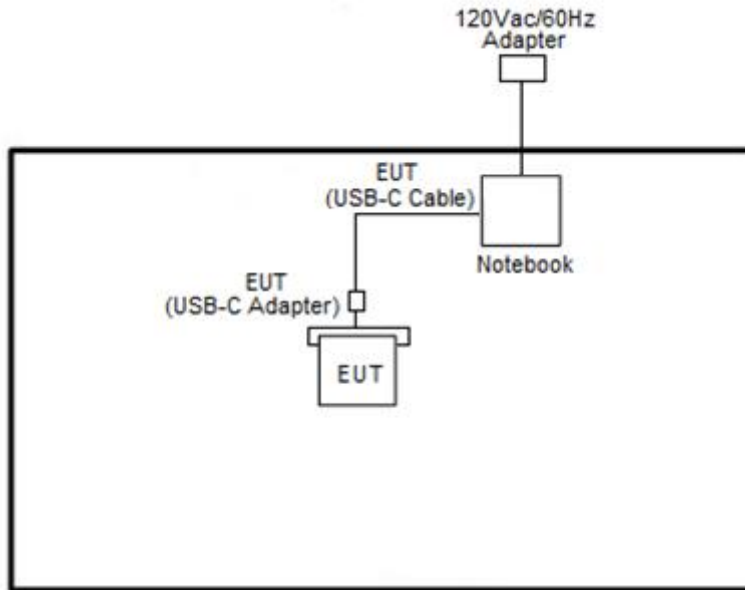 120Vac/60Hz
Adapter
EUT
(USB-C Cable)
Notebook
EUT
(USB-C Adapter)
EUT